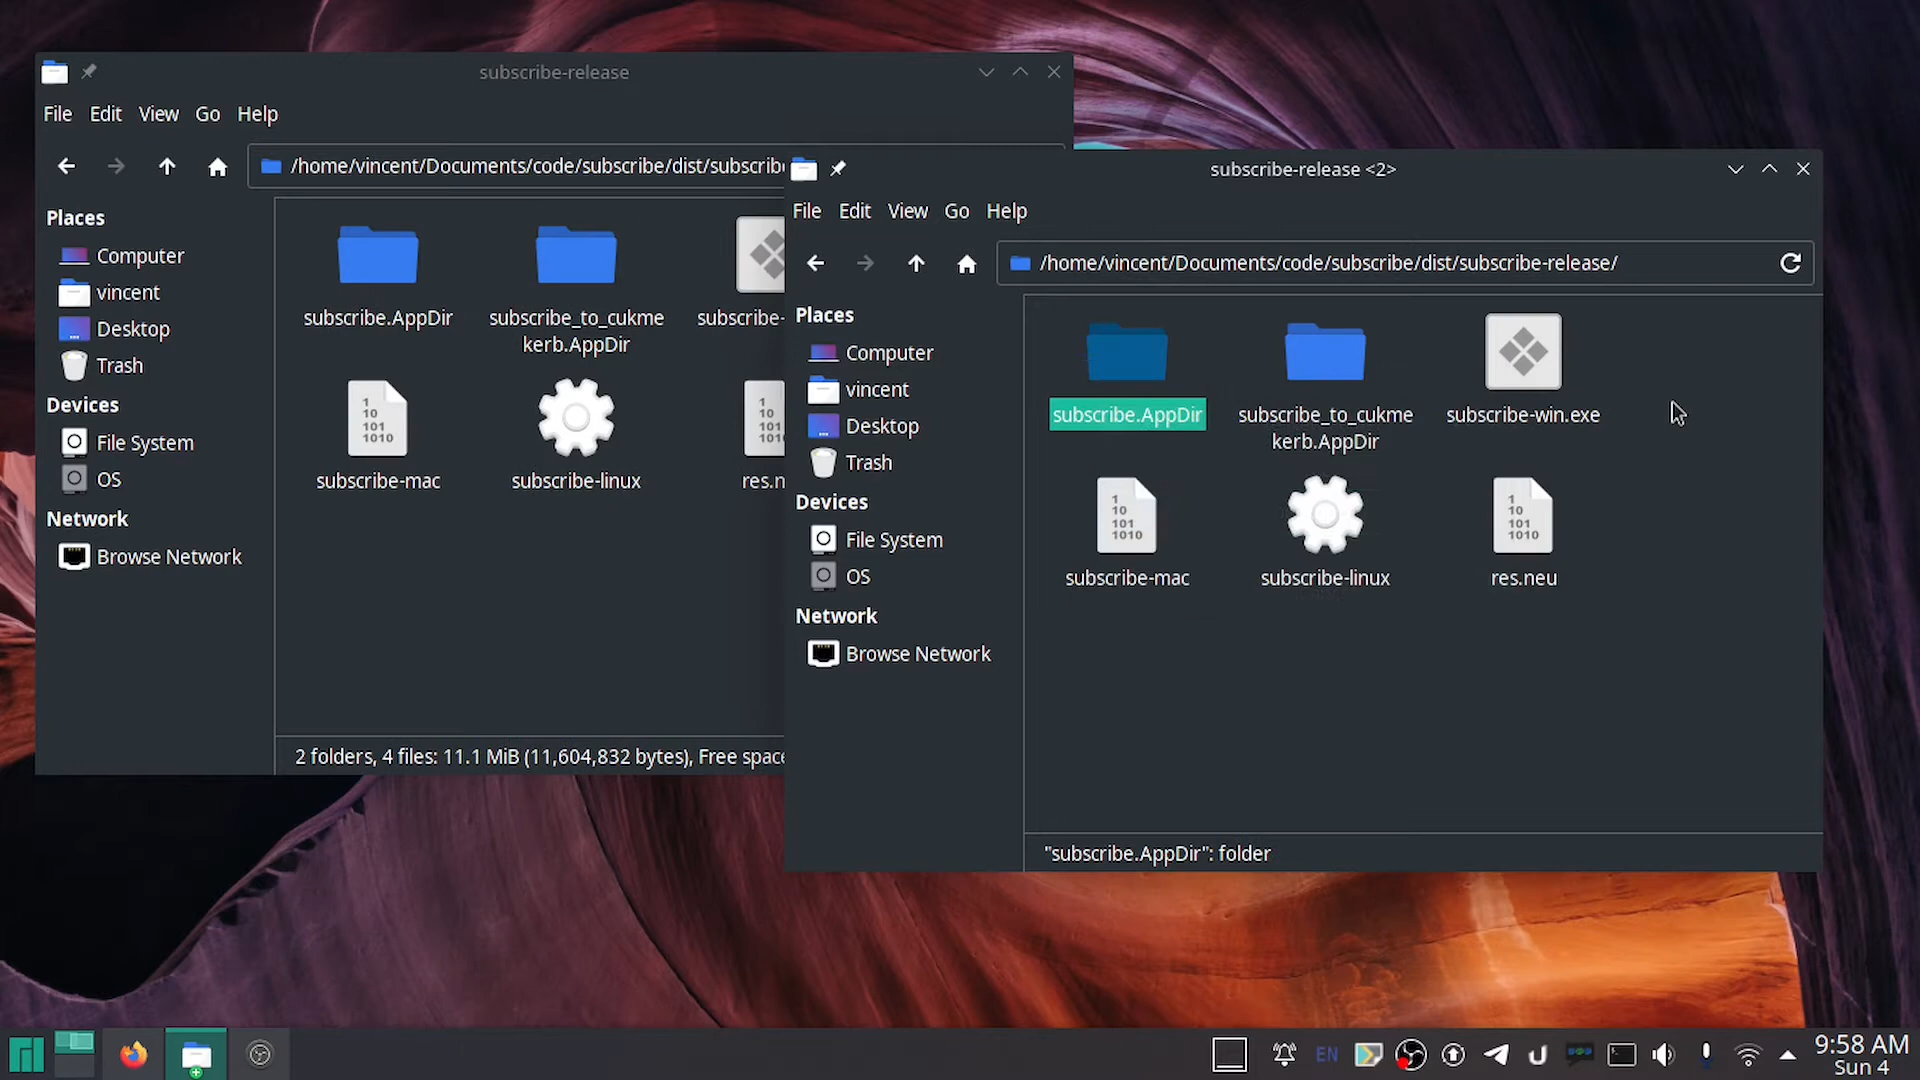 subscribe-release
File Edit View Go Help
/home/vincent/Documents/code/subscribe/dist/subscrib
Places
Computer
vincent
Desktop
Trash
Devices
File System
OS
Network
Browse Network
subscribe.AppDir
subscribe_to_cukme
kerb.AppDir
subscribe-
subscribe-mac
subscribe-linux
res.n
2 folders, 4 files: 11.1 MiB (11,604,832 bytes), Free space
subscribe-release <2>
File Edit View Go Help
/home/vincent/Documents/code/subscribe/dist/subscribe-release/
Places
Computer
vincent
Desktop
Trash
Devices
File System
OS
Network
Browse Network
subscribe.AppDir
subscribe_to_cukme
kerb.AppDir
subscribe-win.exe
subscribe-mac
subscribe-linux
res.neu
"subscribe.AppDir": folder
EN
9:58 AM
Sun 4